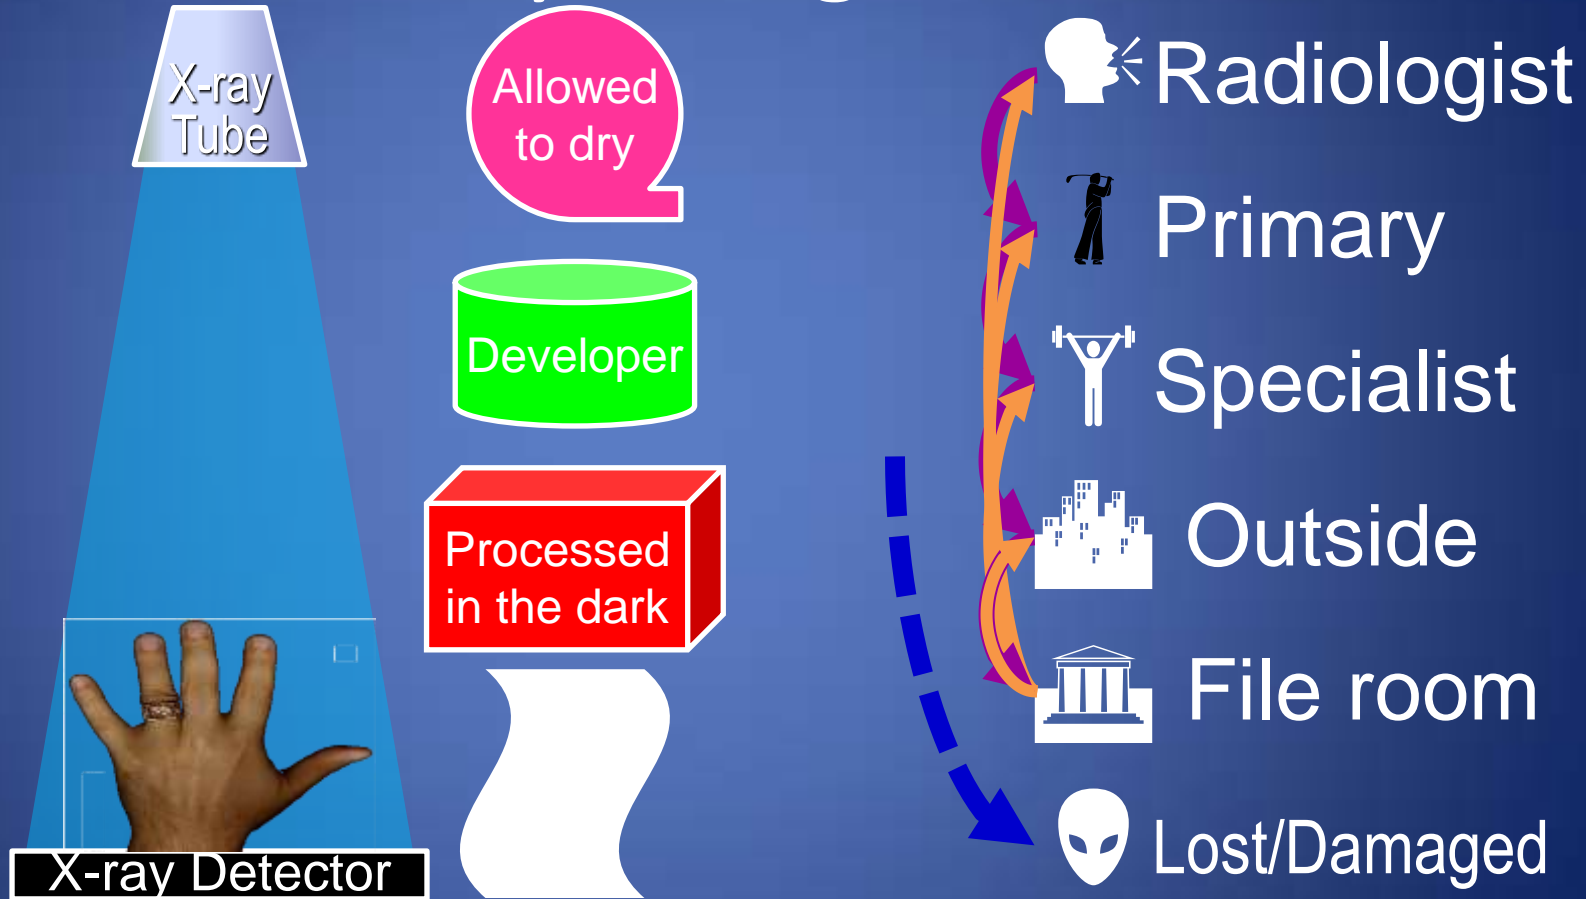 X-ray
Tube
X-ray Detector
Allowed
to dry
Developer
Processed
in the dark
Radiologist
Primary
Specialist
Outside
File room
Lost/Damaged